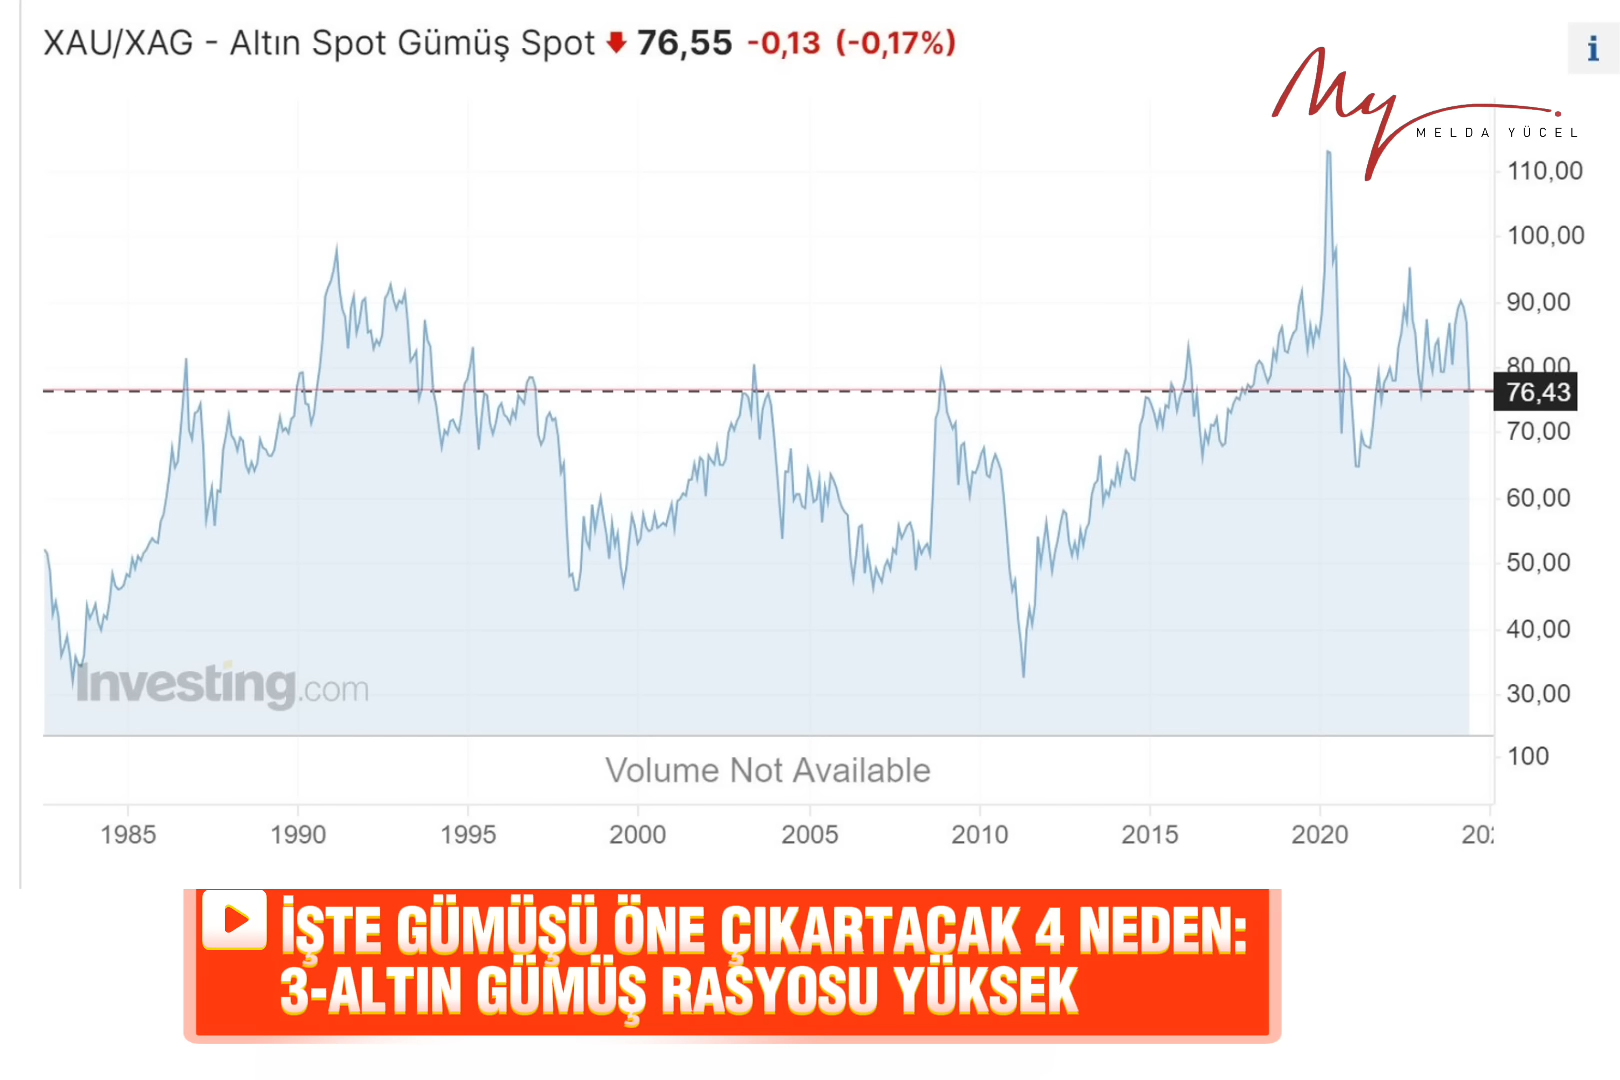 XAU/XAG - Altın Spot Gümüş Spot 76,55 -0,13 (-0,17%)
i
My
MELDA YÜCEL
110,00
100,00
90,00
80,00
76,43
70,00
60,00
50,00
40,00
30,00
Investing.com
100
Volume Not Available
1985 1990 1995 2000 2005 2010 2015 2020 202
İŞTE GÜMÜŞÜ ÖNE ÇIKARTACAK 4 NEDEN:
3-ALTIN GÜMÜŞ RASYOSU YÜKSEK